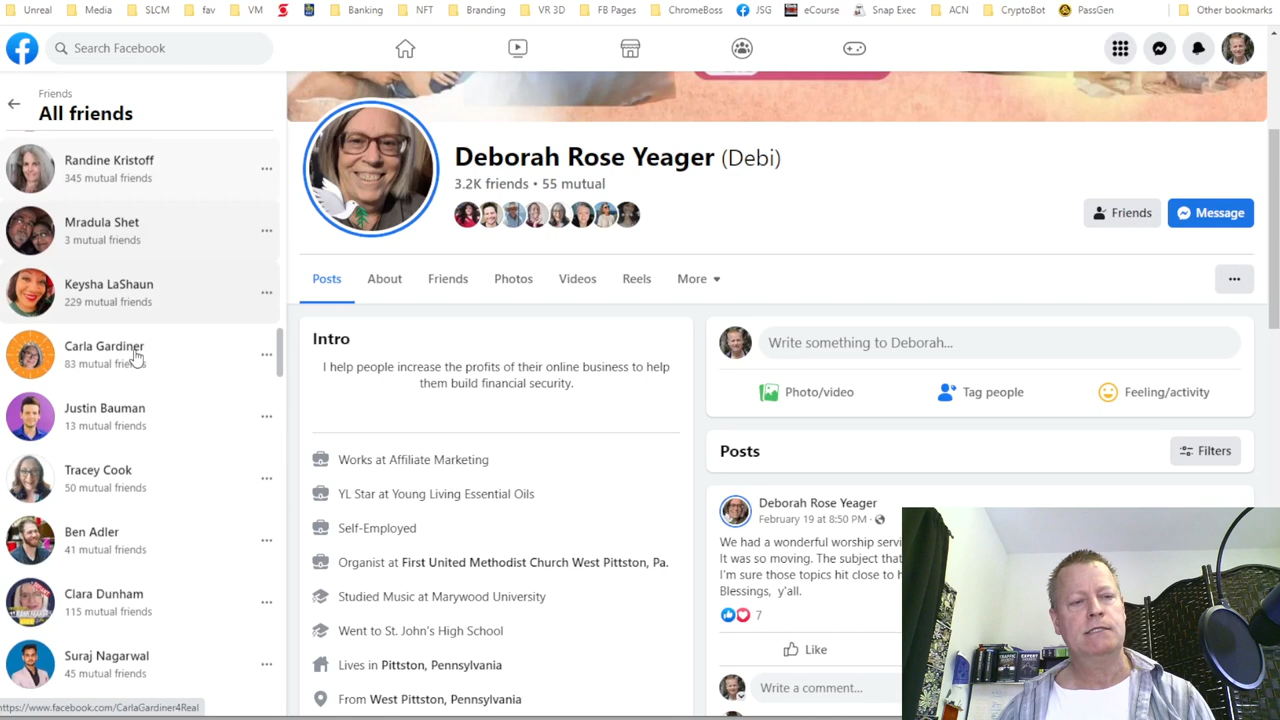 Unreal Media SLCM fav VM Banking NFT Branding VR 3D FB Pages ChromeBoss JSG eCourse Snap Exec ACN CryptoBot PassGen Other bookmarks
Search Facebook
Friends
All friends
Randine Kristoff
345 mutual friends
Mradula Shet
3 mutual friends
Keysha LaShaun
229 mutual friends
Carla Gardiner
83 mutual friends
Justin Bauman
13 mutual friends
Tracey Cook
50 mutual friends
Ben Adler
41 mutual friends
Clara Dunham
115 mutual friends
Suraj Nagarwal
45 mutual friends
https://www.facebook.com/CarlaGardiner4Real
Deborah Rose Yeager (Debi)
3.2K friends • 55 mutual
Friends Message
Posts About Friends Photos Videos Reels More
Intro
I help people increase the profits of their online business to help
them build financial security.
Works at Affiliate Marketing
YL Star at Young Living Essential Oils
Self-Employed
Organist at First United Methodist Church West Pittston, Pa.
Studied Music at Marywood University
Went to St. John's High School
Lives in Pittston, Pennsylvania
From West Pittston, Pennsylvania
Write something to Deborah...
Photo/video Tag people Feeling/activity
Posts Filters
Deborah Rose Yeager
February 19 at 8:50 PM
We had a wonderful worship servi
It was so moving. The subject that
I'm sure those topics hit close to h
Blessings, y'all.
7
Like
Write a comment...